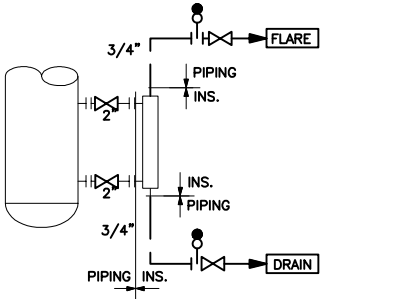 FLARE
3/4"
PIPING
INS.
2"
INS.
2"
PIPING
3/4"
DRAIN
PIPING INS.